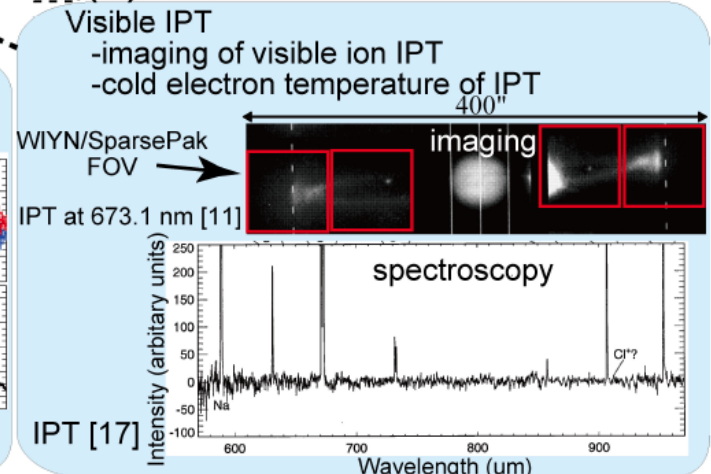 Visible IPT
-imaging of visible ion IPT
-cold electron temperature of IPT
400"
WIYN/SparsePak
FOV
imaging
IPT at 673.1 nm [11]
spectroscopy
Intensity (arbitary units)
250
200
150
100
50
0
-50
-100
Na
Cl⁺?
IPT [17]
600
700
800
900
Wavelength (um)